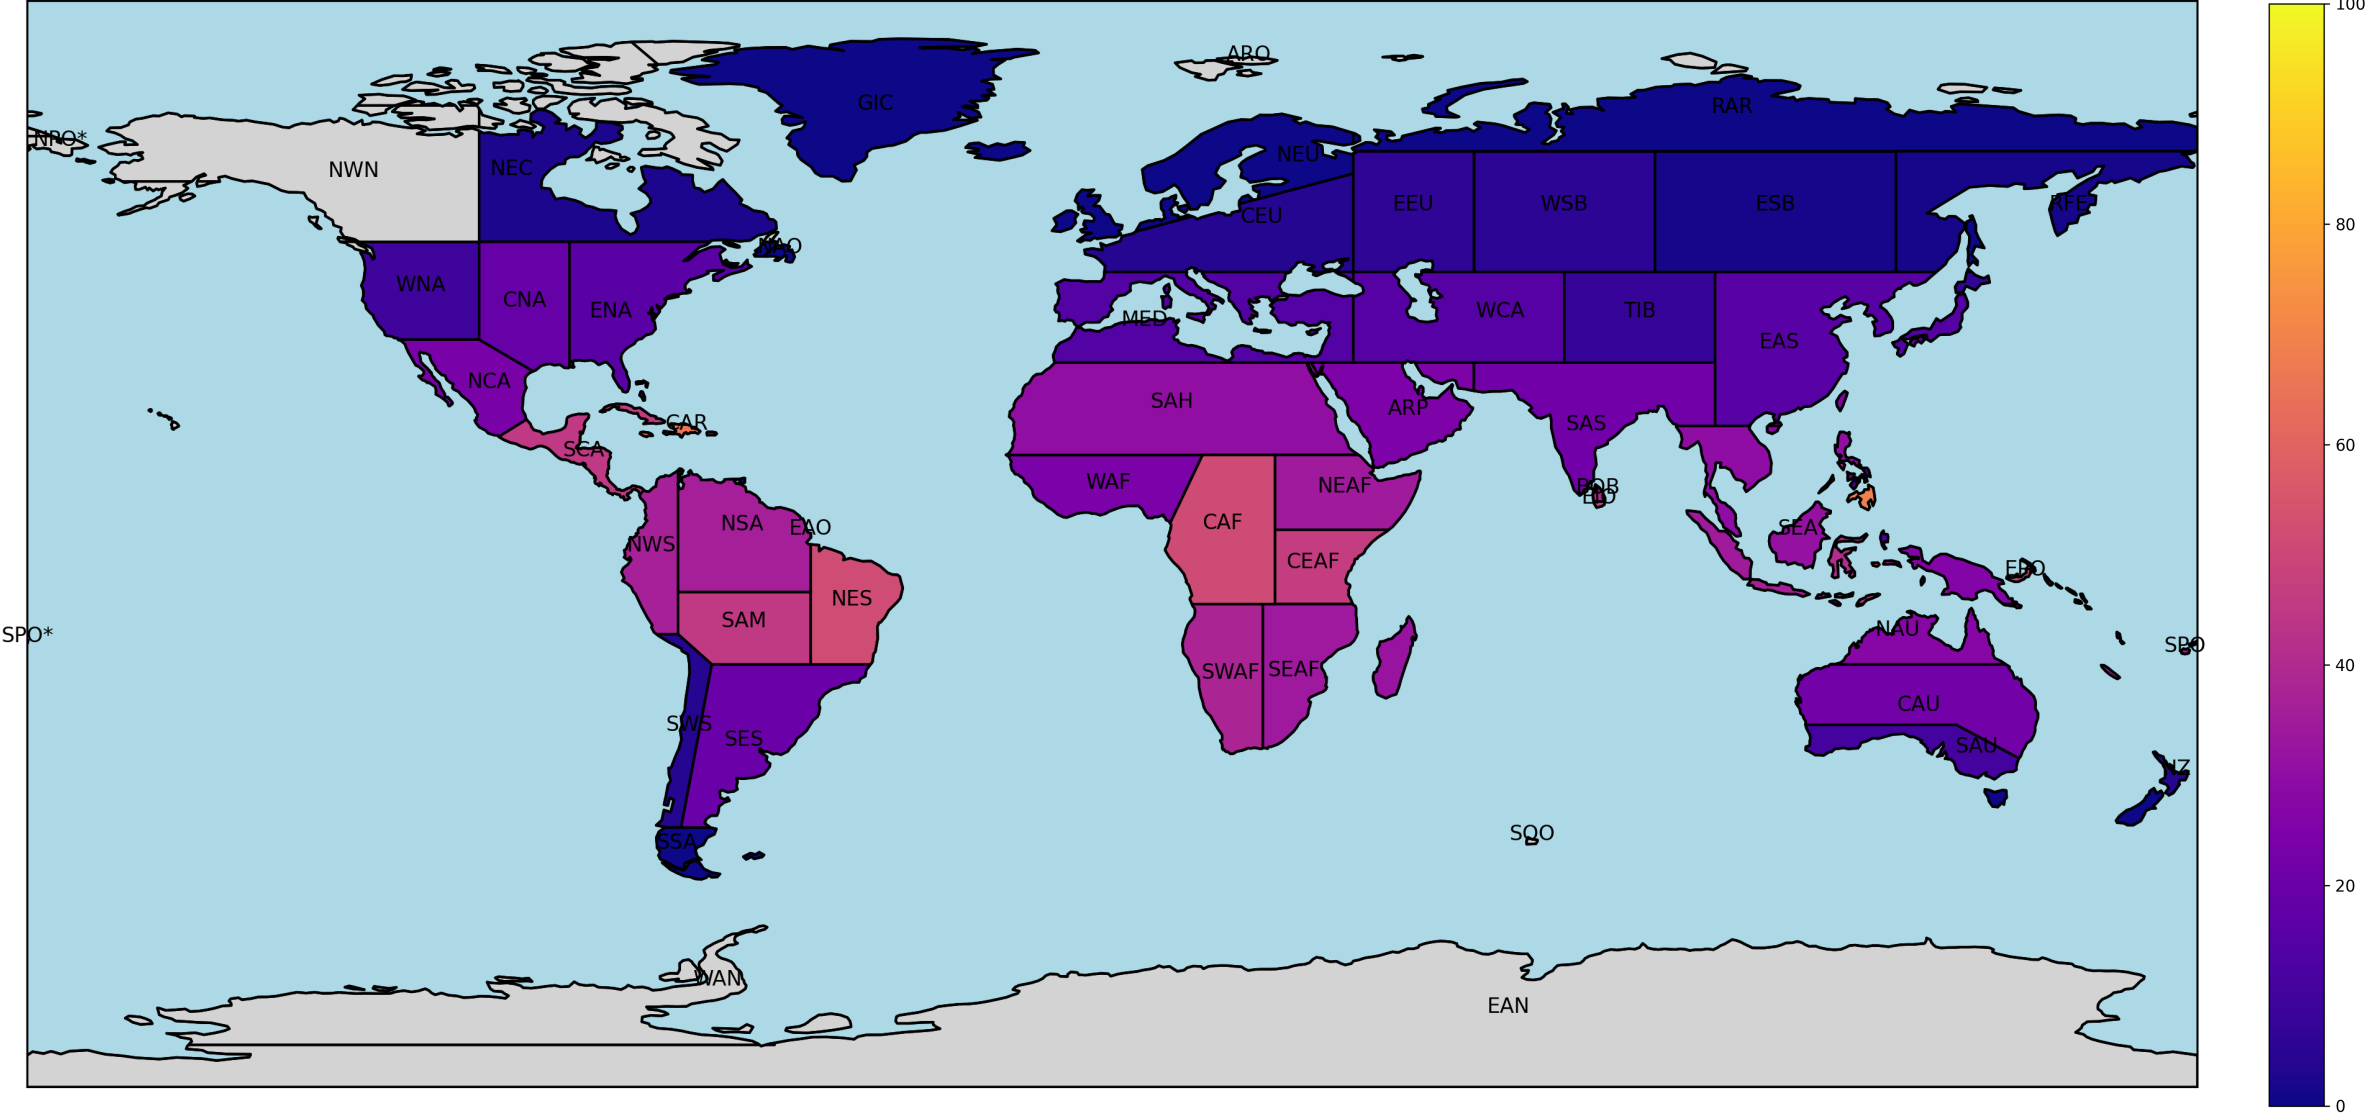 100
ARO
GIC
RAR
NPO*
NEU
NWN
NEC
EEU
WSB
ESB
RFE
CEU
NAO
WNA
CNA
ENA
MED
WCA
TIB
EAS
NCA
SAH
ARP
CAR
SAS
SCA
WAF
NEAF
BOB
NSA
EAO
CAF
SEA
NWS
CEAF
EPO
NES
SAM
NAU
SPO*
SPO
SWAF
SEAF
CAU
SWS
SES
SAU
NZ
SSA
SOO
WAN
EAN
80
60
40
20
0